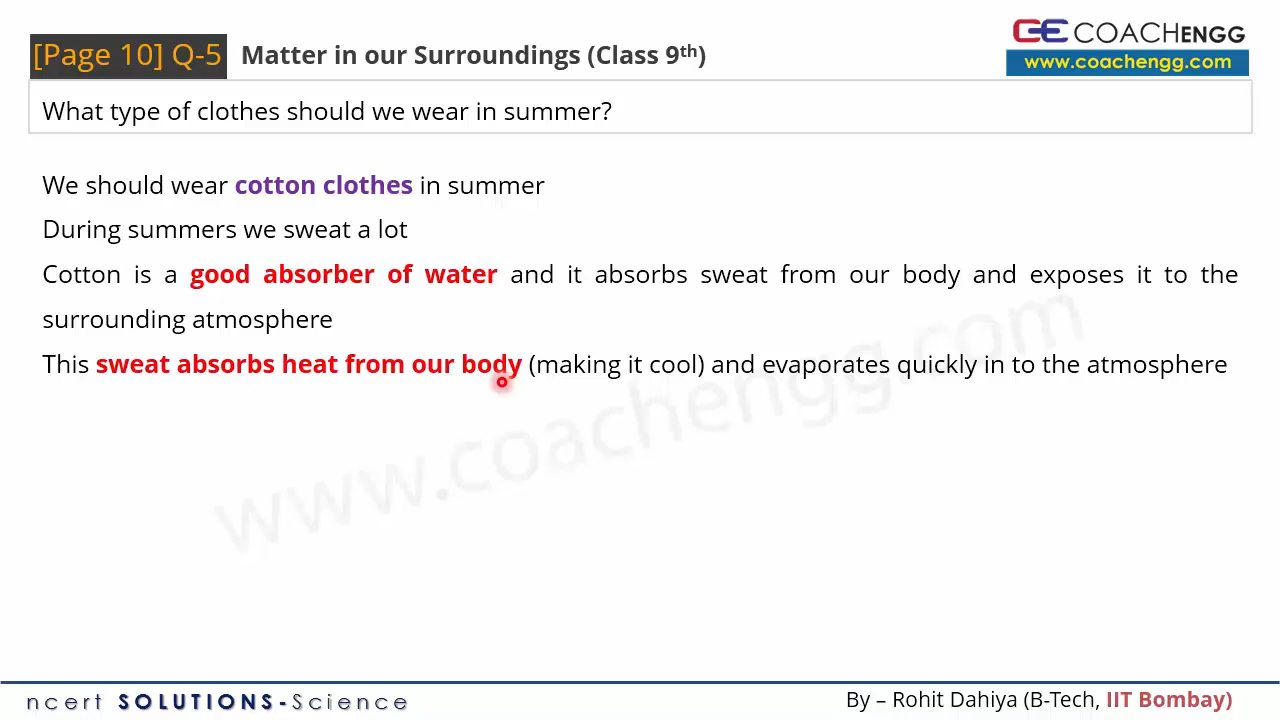 [Page 10] Q-5 Matter in our Surroundings (Class 9th)
CE COACHENGG
www.coachengg.com
What type of clothes should we wear in summer?
We should wear cotton clothes in summer
During summers we sweat a lot
Cotton is a good absorber of water and it absorbs sweat from our body and exposes it to the
surrounding atmosphere
This sweat absorbs heat from our body (making it cool) and evaporates quickly in to the atmosphere
www.coachengg.com
ncert SOLUTIONS-Science
By – Rohit Dahiya (B-Tech, IIT Bombay)